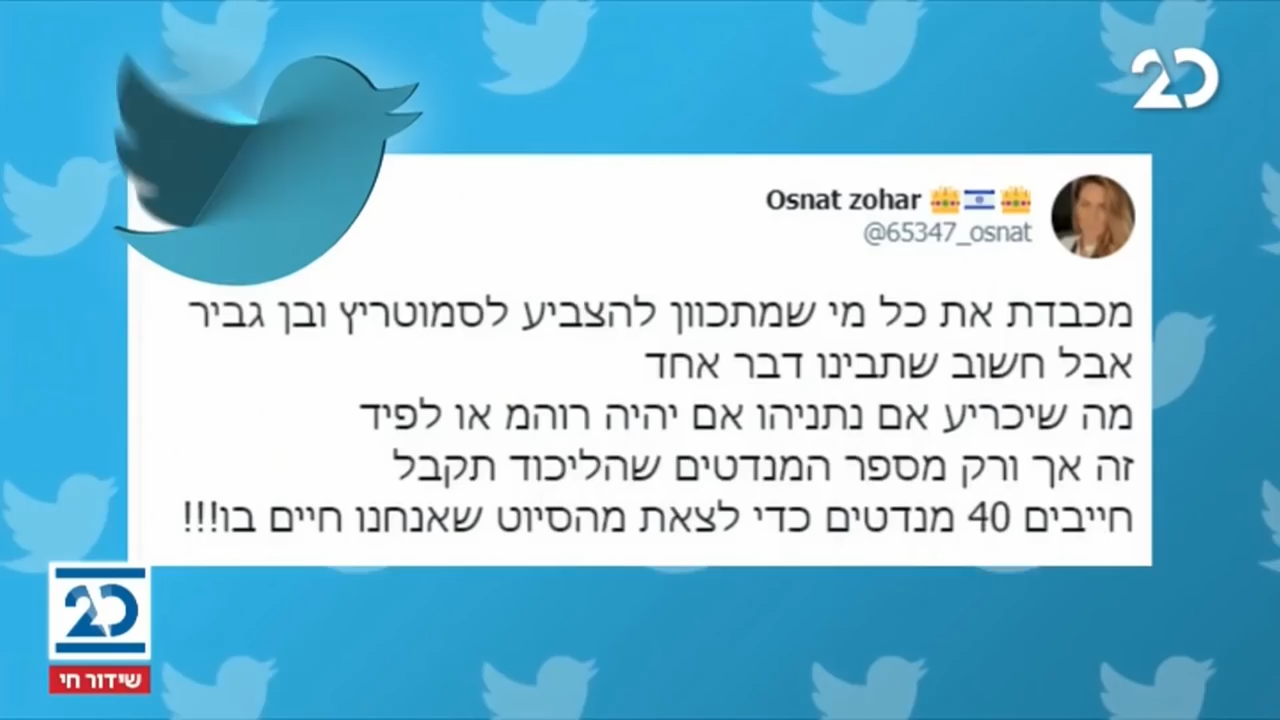 20
Osnat zohar
@65347_osnat
מכבדת את כל מי שמתכוון להצביע לסמוטריץ ובן גביר
אבל חשוב שתבינו דבר אחד
מה שיכריע אם נתניהו אם יהיה רוהמ או לפיד
זה אך ורק מספר המנדטים שהליכוד תקבל
חייבים 40 מנדטים כדי לצאת מהסיוט שאנחנו חיים בו!!!
20
שידור חי